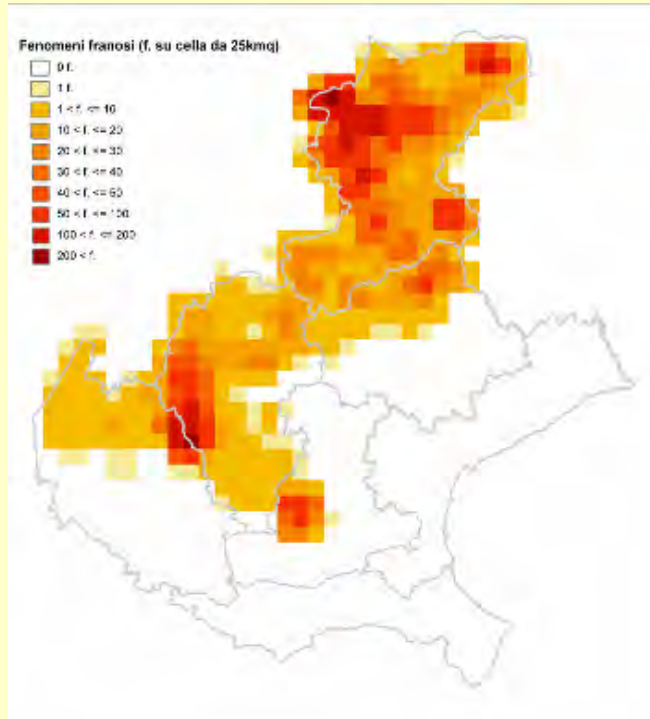 Fenomeni franosi (f. su cella da 25kmq)
0 f.
1 f.
1 < f. <= 10
10 < f. <= 20
20 < f. <= 30
30 < f. <= 40
40 < f. <= 50
50 < f. <= 100
100 < f. <= 200
200 < f.